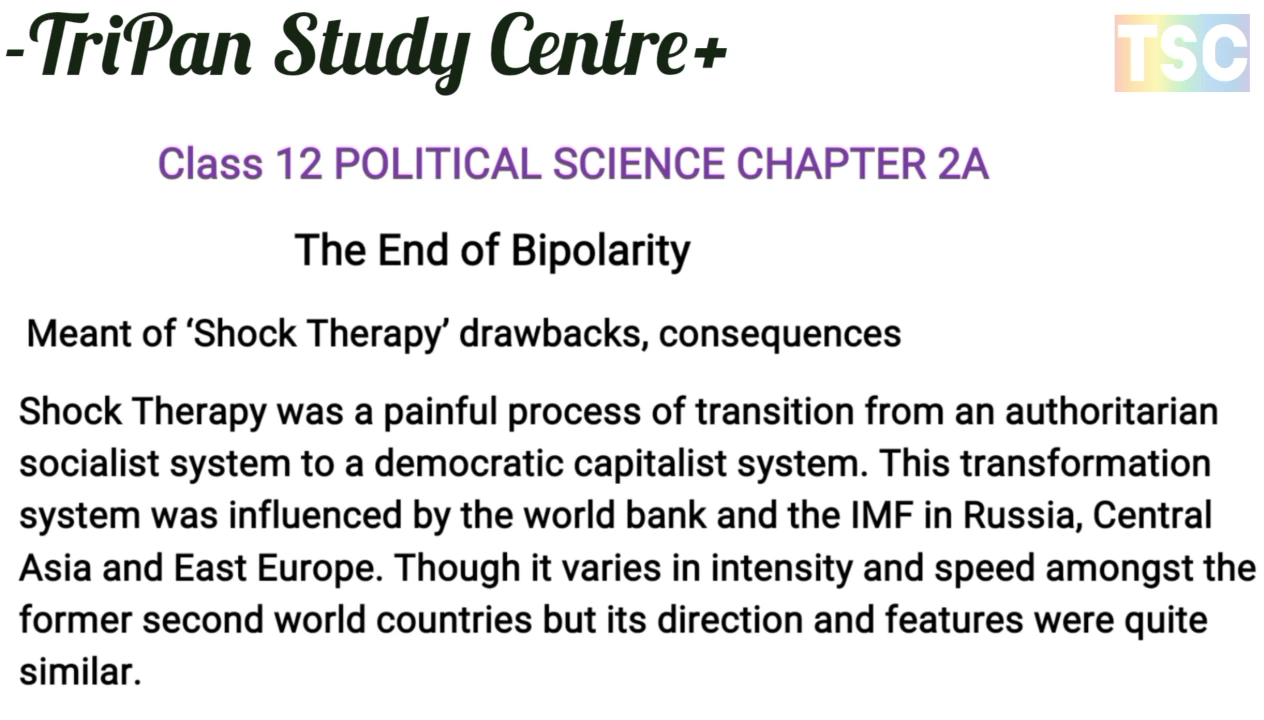 -TriPan Study Centre+
TSC
Class 12 POLITICAL SCIENCE CHAPTER 2A
The End of Bipolarity
Meant of ‘Shock Therapy’ drawbacks, consequences
Shock Therapy was a painful process of transition from an authoritarian
socialist system to a democratic capitalist system. This transformation
system was influenced by the world bank and the IMF in Russia, Central
Asia and East Europe. Though it varies in intensity and speed amongst the
former second world countries but its direction and features were quite
similar.